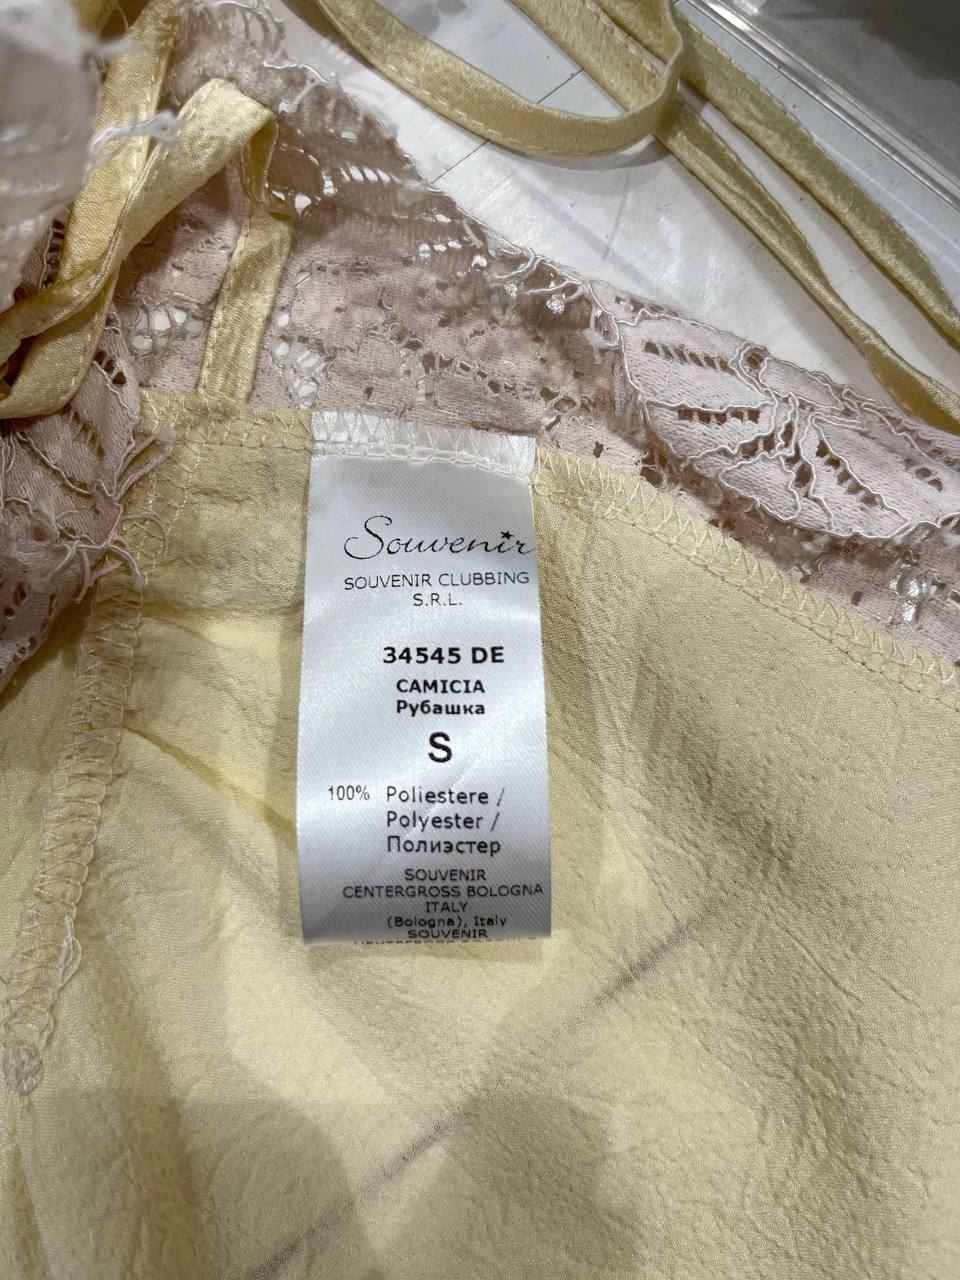 Souvenir
SOUVENIR CLUBBING
S.R.L.
34545 DE
CAMICIA
Рубашка
S
100% Poliestere /
Polyester /
Полиэстер
SOUVENIR
CENTERGROSS BOLOGNA
ITALY
(Bologna), Italy
SOUVENIR